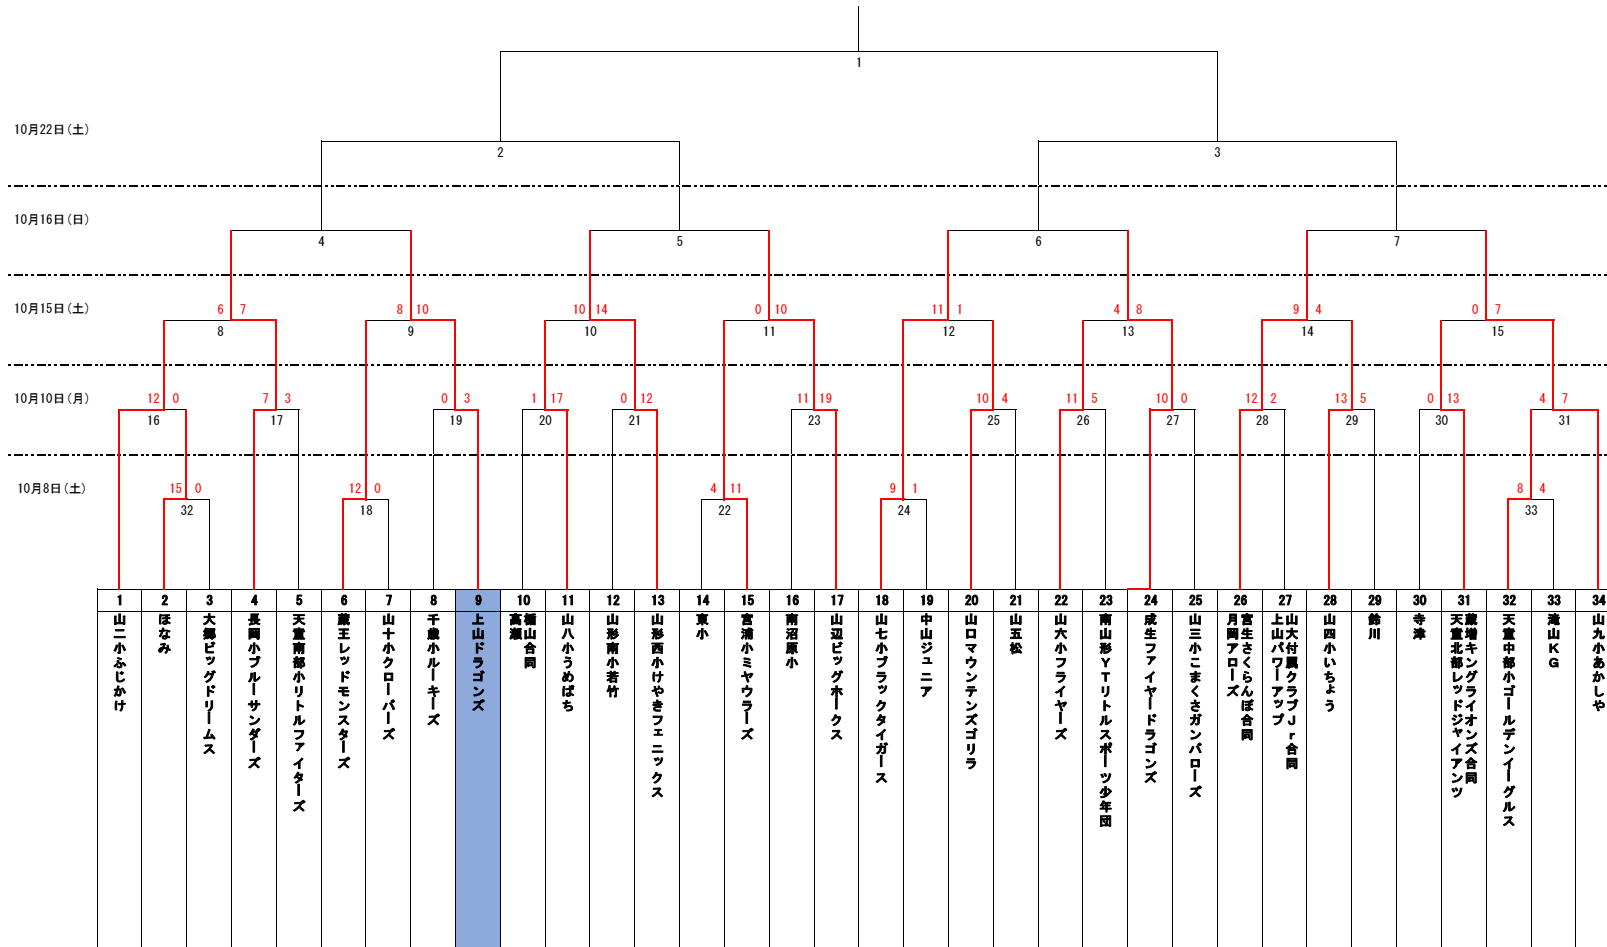 1
10月22日(土)
2
3
10月16日(日)
4
5
6
7
10月15日(土)
6 7
8 10
10 14
0 10
11 1
4 8
9 4
0 7
8
9
10
11
12
13
14
15
10月10日(月)
12 0
7 3
0 3
1 17
0 12
11 19
10 4
11 5
10 0
12 2
13 5
0 13
4 7
16
17
19
20
21
23
25
26
27
28
29
30
31
10月8日(土)
15 0
12 0
4 11
9 1
8 4
32
18
22
24
33
1
山二小ふじかけ
2
ほなみ
3
大郷ビッグドリームス
4
長岡小ブルーサンダーズ
5
天童南部小リトルファイターズ
6
蔵王レッドモンスターズ
7
山十小クローバーズ
8
千歳小ルーキーズ
9
上山ドラゴンズ
10
楯山合同
高瀬
11
山八小うめばち
12
山形南小若竹
13
山形西小けやきフェニックス
14
東小
15
宮浦小ミヤウラーズ
16
南沼原小
17
山辺ビッグホークス
18
山七小ブラックタイガース
19
中山ジュニア
20
山口マウンテンズゴリラ
21
山五松
22
山六小フライヤーズ
23
南山形YTリトルスポーツ少年団
24
成生ファイヤードラゴンズ
25
山三小こまくさガンバローズ
26
宮生さくらんぼ合同
月岡アローズ
27
山大付属クラブJr合同
上山パワーアップ
28
山四小いちょう
29
鈴川
30
寺津
31
蔵増キングライオンズ合同
天童北部レッドジャイアンツ
32
天童中部小ゴールデンイーグルス
33
滝山KG
34
山九小あかしや